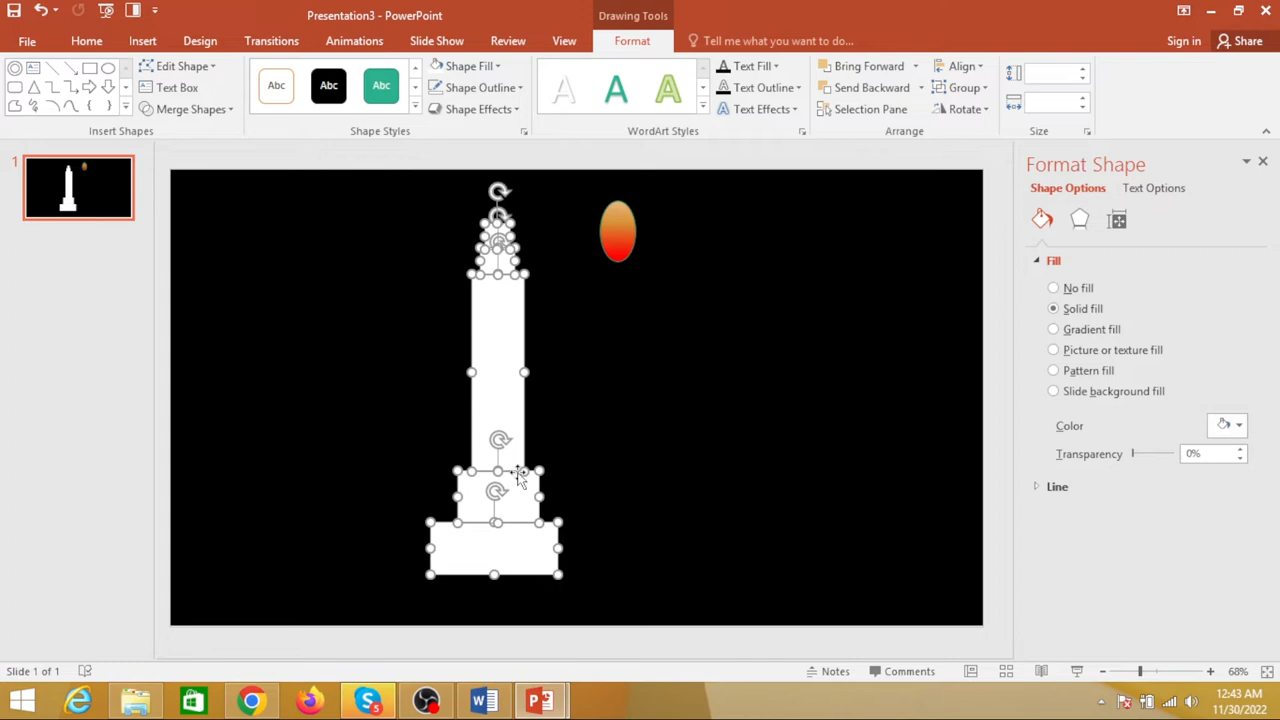 Presentation3 - PowerPoint
Drawing Tools
File Home Insert Design Transitions Animations Slide Show Review View Format Tell me what you want to do... Sign in Share
Edit Shape
Text Box
Merge Shapes
Insert Shapes
Abc Abc Abc
Shape Fill
Shape Outline
Shape Effects
Shape Styles
A A A
Text Fill
Text Outline
Text Effects
WordArt Styles
Bring Forward
Send Backward
Selection Pane
Align
Group
Rotate
Arrange
Size
1
Format Shape
Shape Options Text Options
Fill
No fill
Solid fill
Gradient fill
Picture or texture fill
Pattern fill
Slide background fill
Color
Transparency 0%
Line
Slide 1 of 1
Notes Comments 68%
12:43 AM
11/30/2022